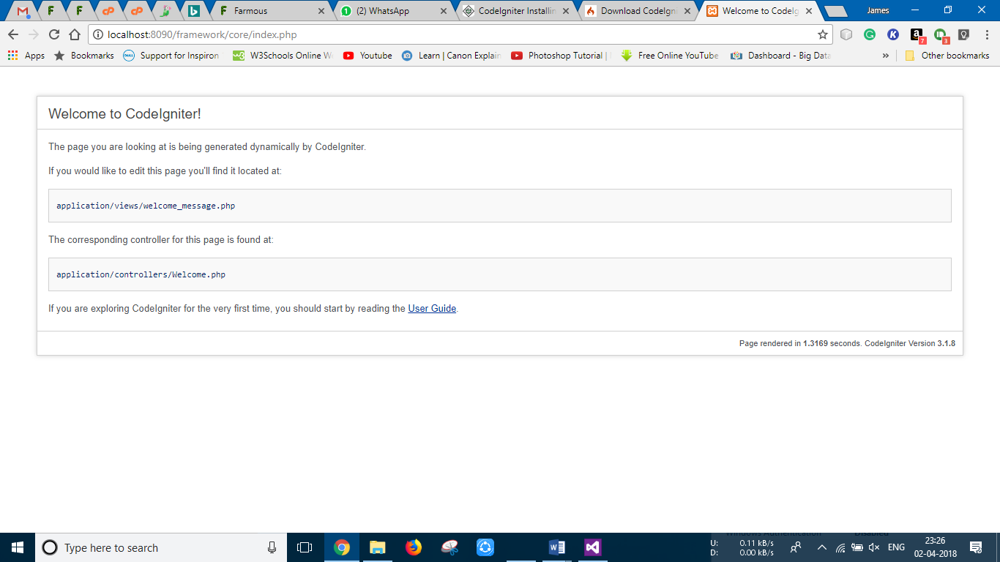 Farmous
(2) WhatsApp
CodeIgniter Installin
Download CodeIgni
Welcome to CodeIg
James
localhost:8090/framework/core/index.php
7
3
Apps
Bookmarks
Support for Inspiron
W3Schools Online W
Youtube
Learn | Canon Explain
Photoshop Tutorial |
Free Online YouTube
Dashboard - Big Data
»
Other bookmarks
Welcome to CodeIgniter!
The page you are looking at is being generated dynamically by CodeIgniter.
If you would like to edit this page you'll find it located at:
application/views/welcome_message.php
The corresponding controller for this page is found at:
application/controllers/Welcome.php
If you are exploring CodeIgniter for the very first time, you should start by reading the User Guide.
Page rendered in 1.3169 seconds. CodeIgniter Version 3.1.8
Type here to search
Windows Authentication Disabled
U: 0.11 kB/s
D: 0.00 kB/s
ENG
23:26
02-04-2018